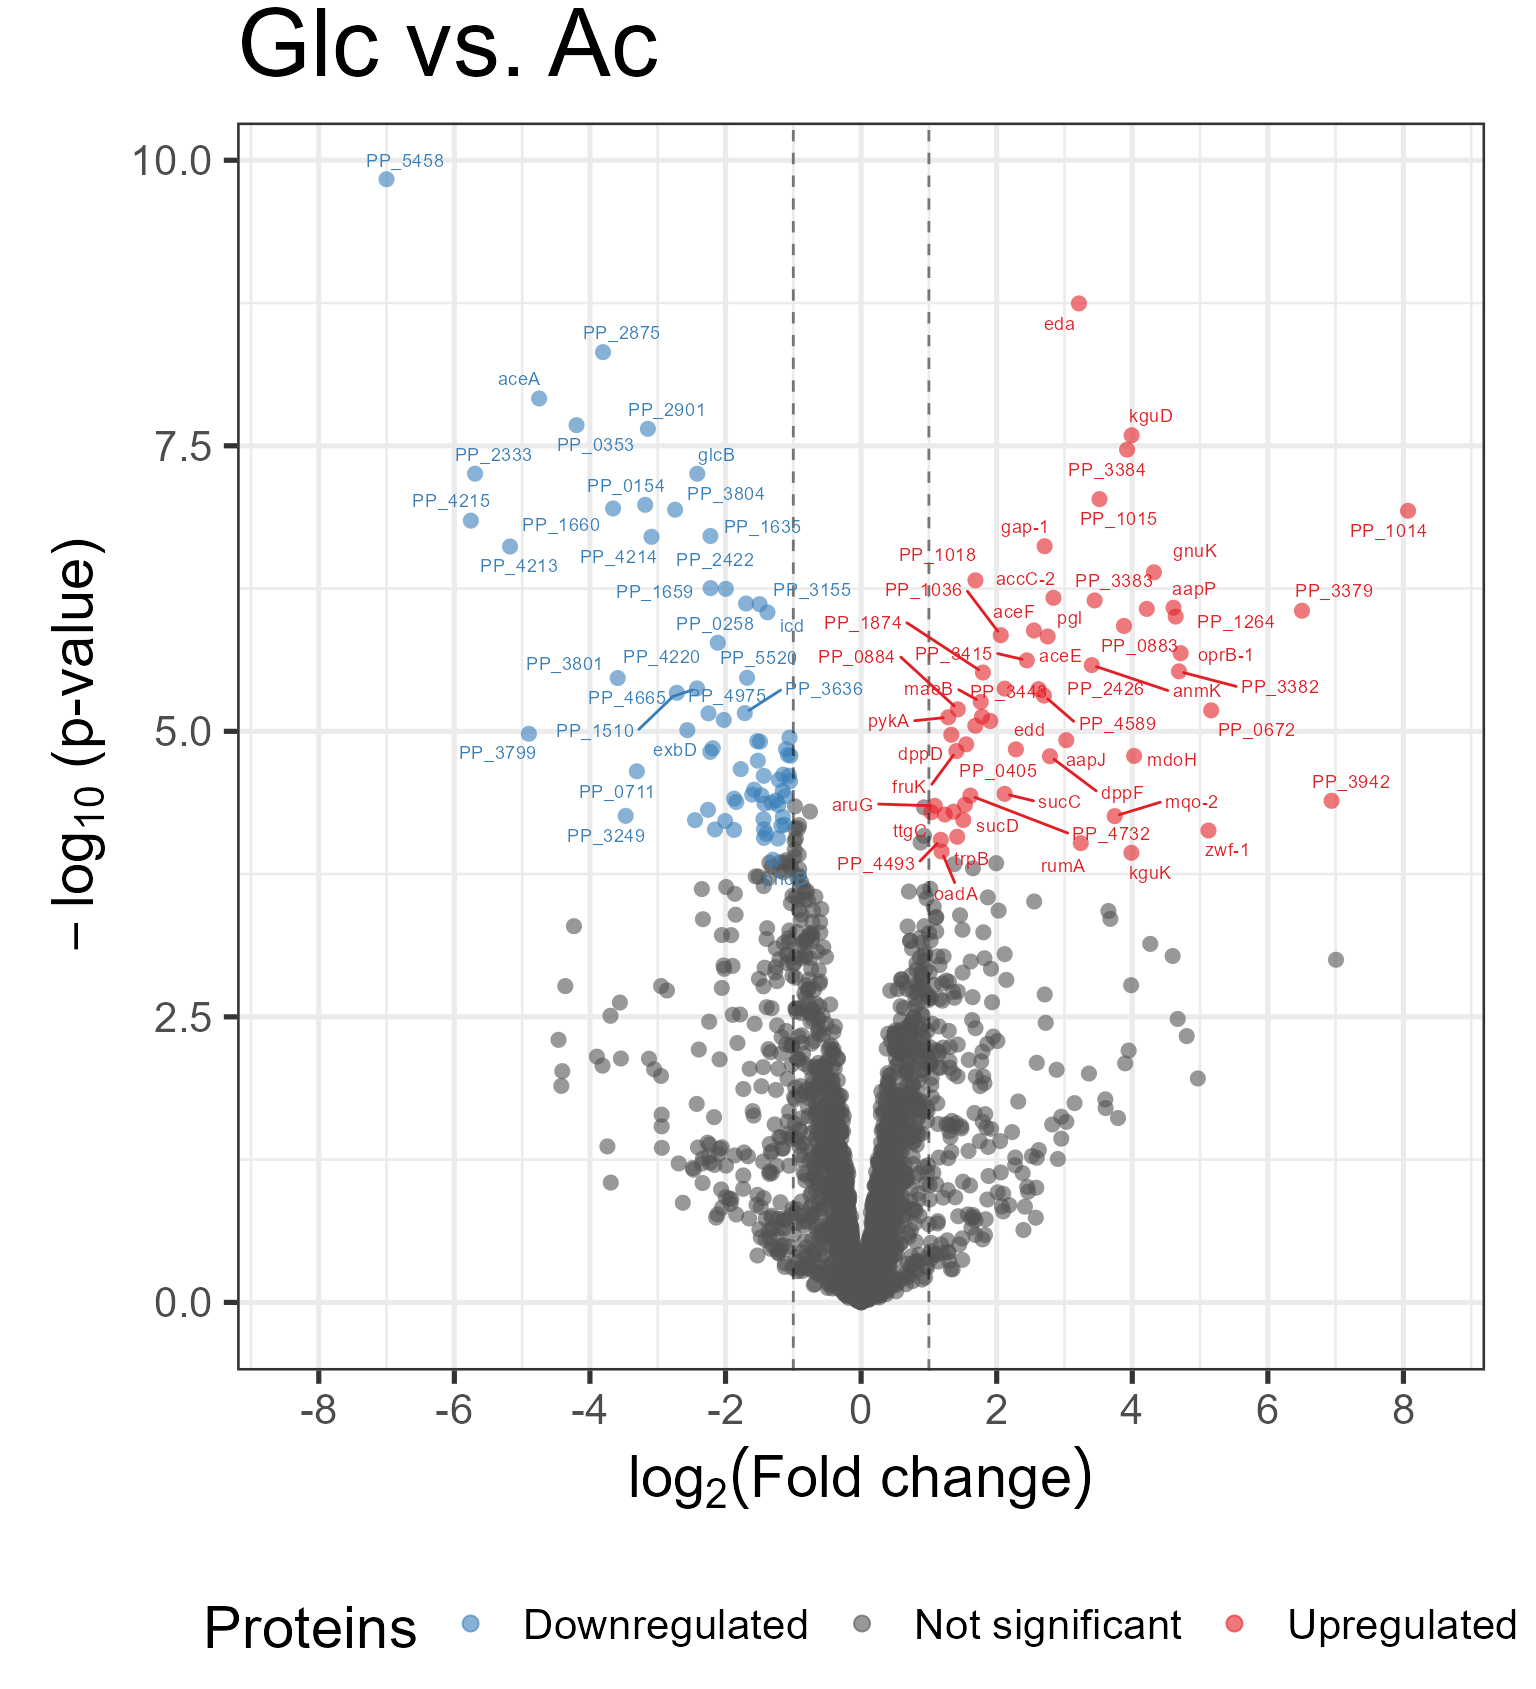 Glc vs. Ac
10.0
7.5
5.0
2.5
0.0
− log10 (p-value)
PP_5458
eda
PP_2875
aceA
PP_2901
kguD
PP_0353
PP_2333
glcB
PP_3384
PP_0154
PP_3804
PP_4215
PP_1015
PP_1014
PP_1660
PP_1635
gap-1
PP_4214
PP_2422
PP_1018
gnuK
PP_4213
accC-2
PP_3383
aapP
PP_1659
PP_3155
PP_1036
PP_3379
PP_0258
icd
PP_1874
aceF
pgl
PP_1264
PP_0883
PP_3801
PP_4220
PP_5520
PP_0884
PP_3415
aceE
oprB-1
PP_4665
PP_4975
PP_3636
maeB
PP_3443
PP_2426
anmK
PP_3382
PP_1510
pykA
edd
PP_4589
PP_0672
PP_3799
exbD
dppD
aapJ
mdoH
PP_0405
PP_0711
fruK
dppF
PP_3942
aruG
sucC
mqo-2
PP_3249
ttgC
sucD
PP_4732
PP_4493
trpB
rumA
zwf-1
kguK
phoB
oadA
-8
-6
-4
-2
0
2
4
6
8
log2(Fold change)
Proteins
Downregulated
Not significant
Upregulated